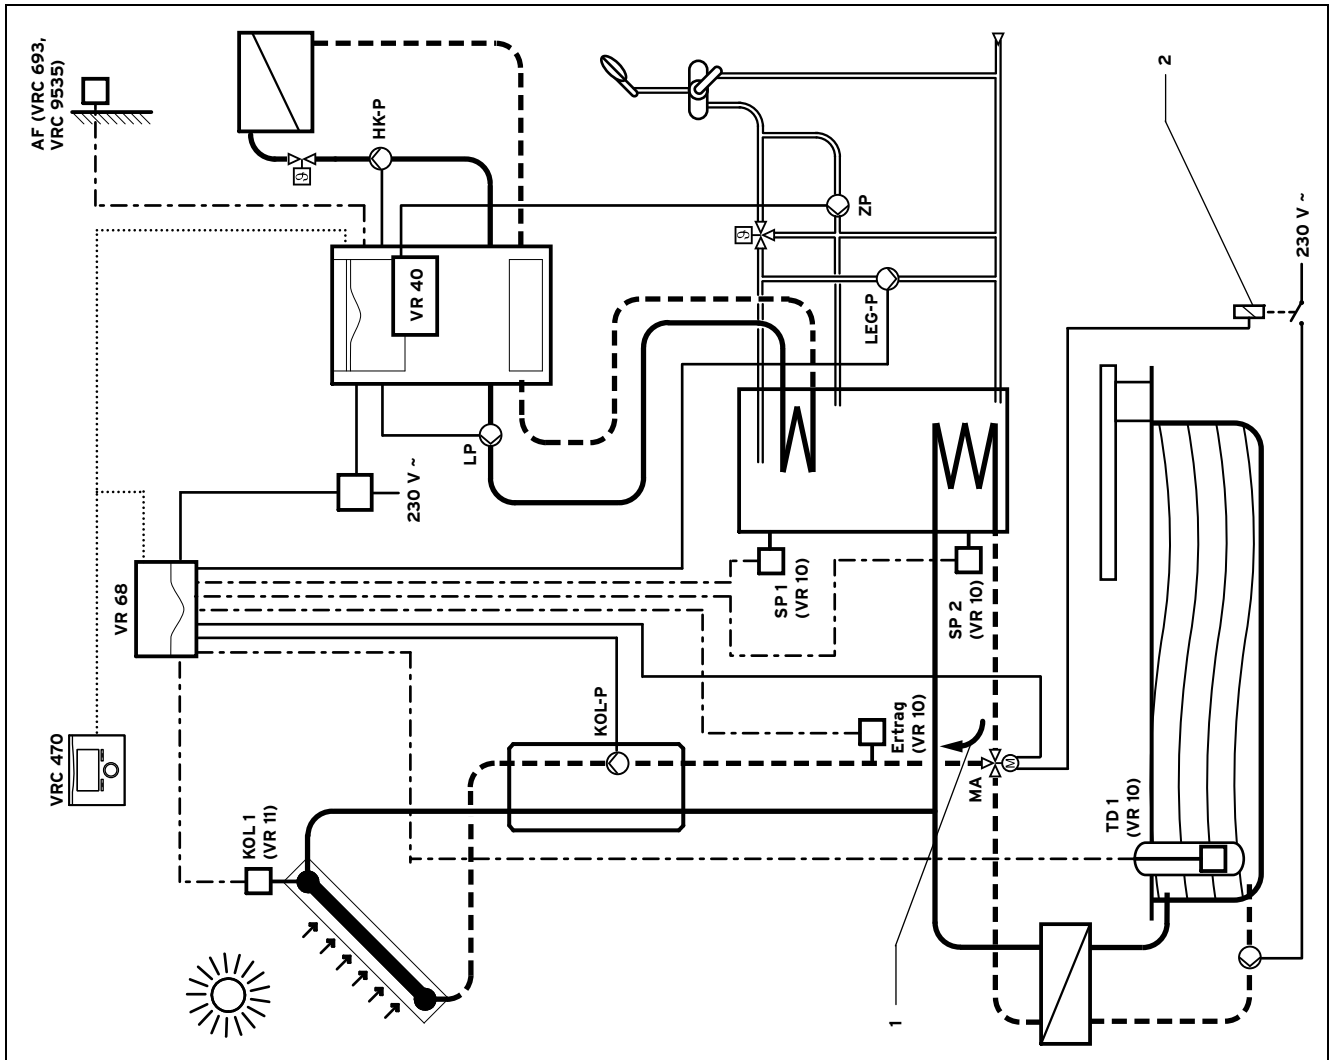 AF (VRC 693,
VRC 9535)
HK-P
VR 40
LP
230 V ~
VR 68
VRC 470
KOL 1
(VR 11)
KOL-P
Ertrag
(VR 10)
SP 1
(VR 10)
SP 2
(VR 10)
ZP
LEG-P
MA
M
TD 1
(VR 10)
230 V ~
1
2
ϑ
ϑ